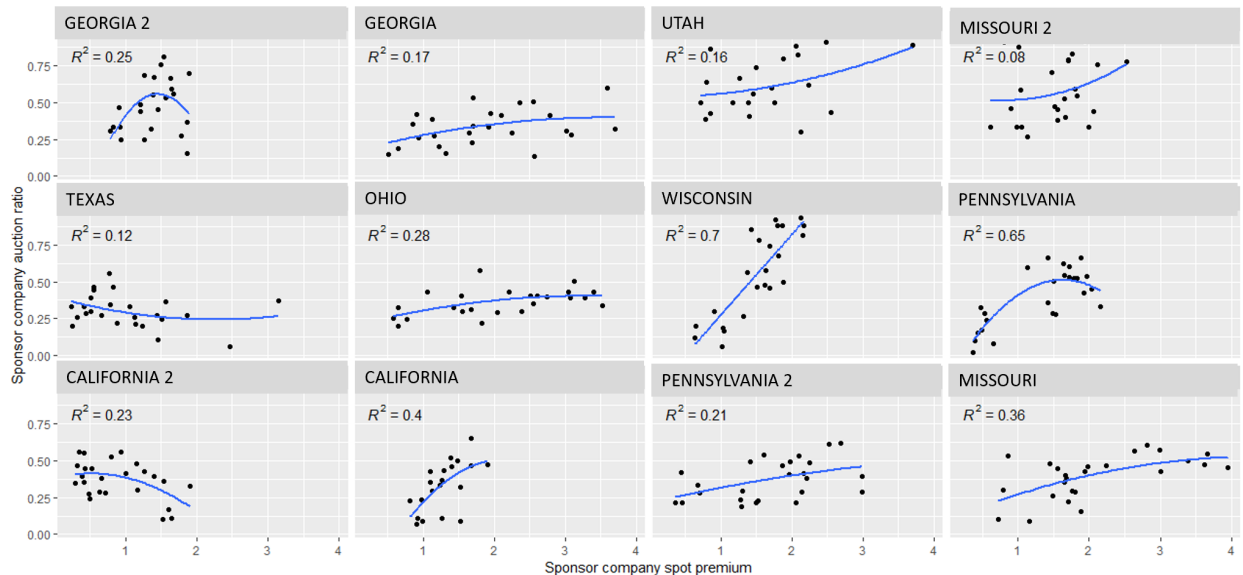 GEORGIA 2
GEORGIA
UTAH
MISSOURI 2
R² = 0.25
R² = 0.17
R² = 0.16
R² = 0.08
0.75
0.50
0.25
0.00
TEXAS
OHIO
WISCONSIN
PENNSYLVANIA
R² = 0.12
R² = 0.28
R² = 0.7
R² = 0.65
0.75
0.50
0.25
0.00
Sponsor company auction ratio
CALIFORNIA 2
CALIFORNIA
PENNSYLVANIA 2
MISSOURI
R² = 0.23
R² = 0.4
R² = 0.21
R² = 0.36
0.75
0.50
0.25
0.00
1 2 3 4 1 2 3 4 1 2 3 4 1 2 3 4
Sponsor company spot premium